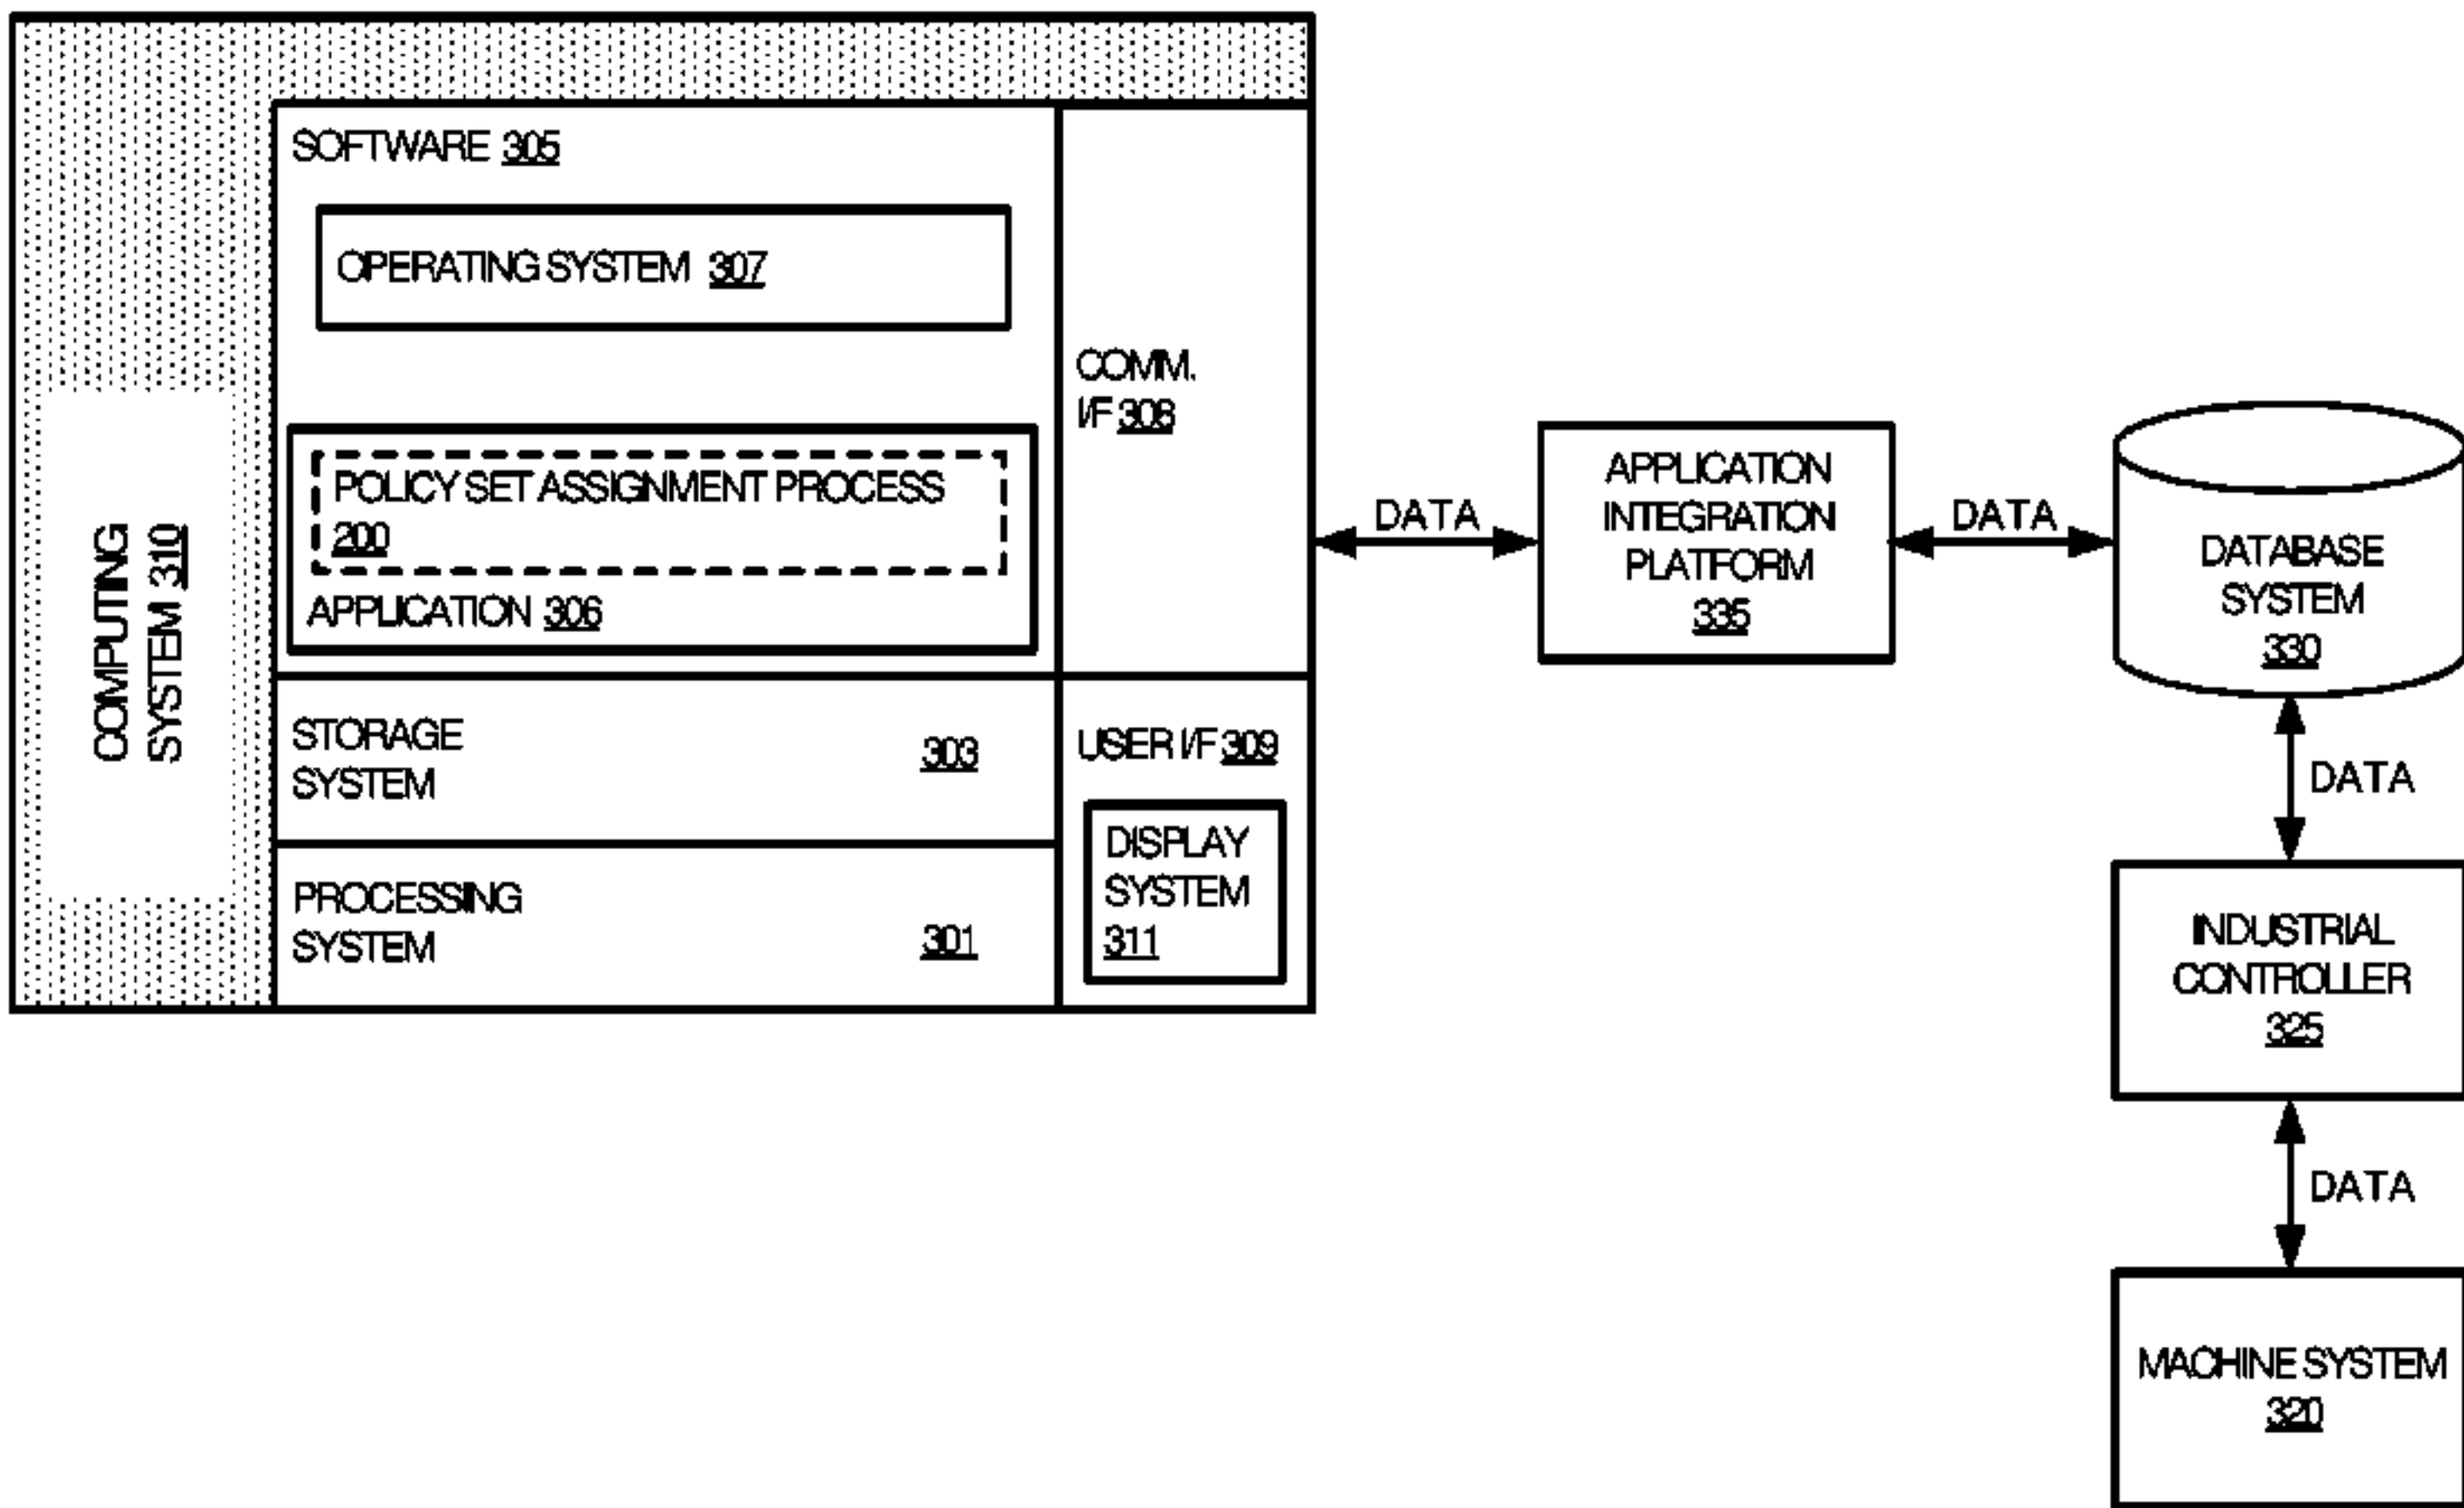 COMPUTING
SYSTEM 310
SOFTWARE 305
OPERATING SYSTEM 307
POLICY SET ASSIGNMENT PROCESS
200
APPLICATION 306
STORAGE
SYSTEM
303
PROCESSING
SYSTEM
301
COMM.
I/F 308
USER I/F 309
DISPLAY
SYSTEM
311
DATA
APPLICATION
INTEGRATION
PLATFORM
335
DATA
DATABASE
SYSTEM
330
DATA
INDUSTRIAL
CONTROLLER
325
DATA
MACHINE SYSTEM
320